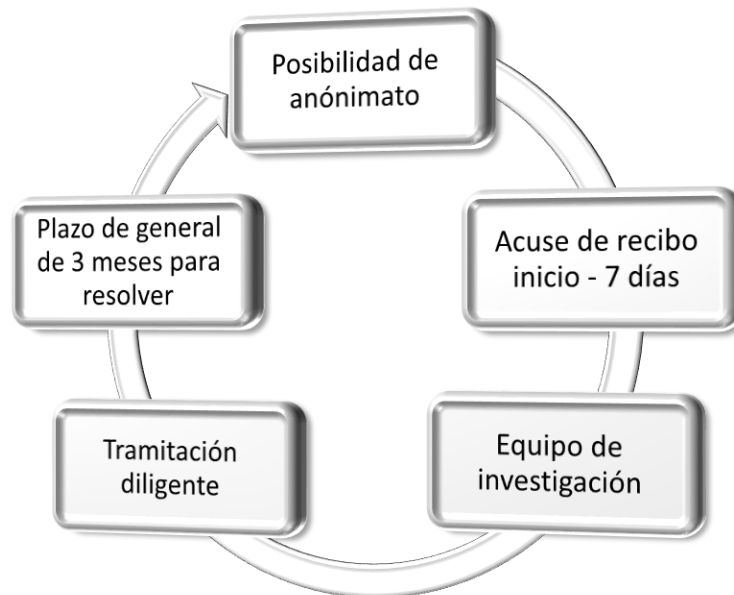 Posibilidad de
anónimato
Acuse de recibo
inicio - 7 días
Equipo de
investigación
Tramitación
diligente
Plazo de general
de 3 meses para
resolver